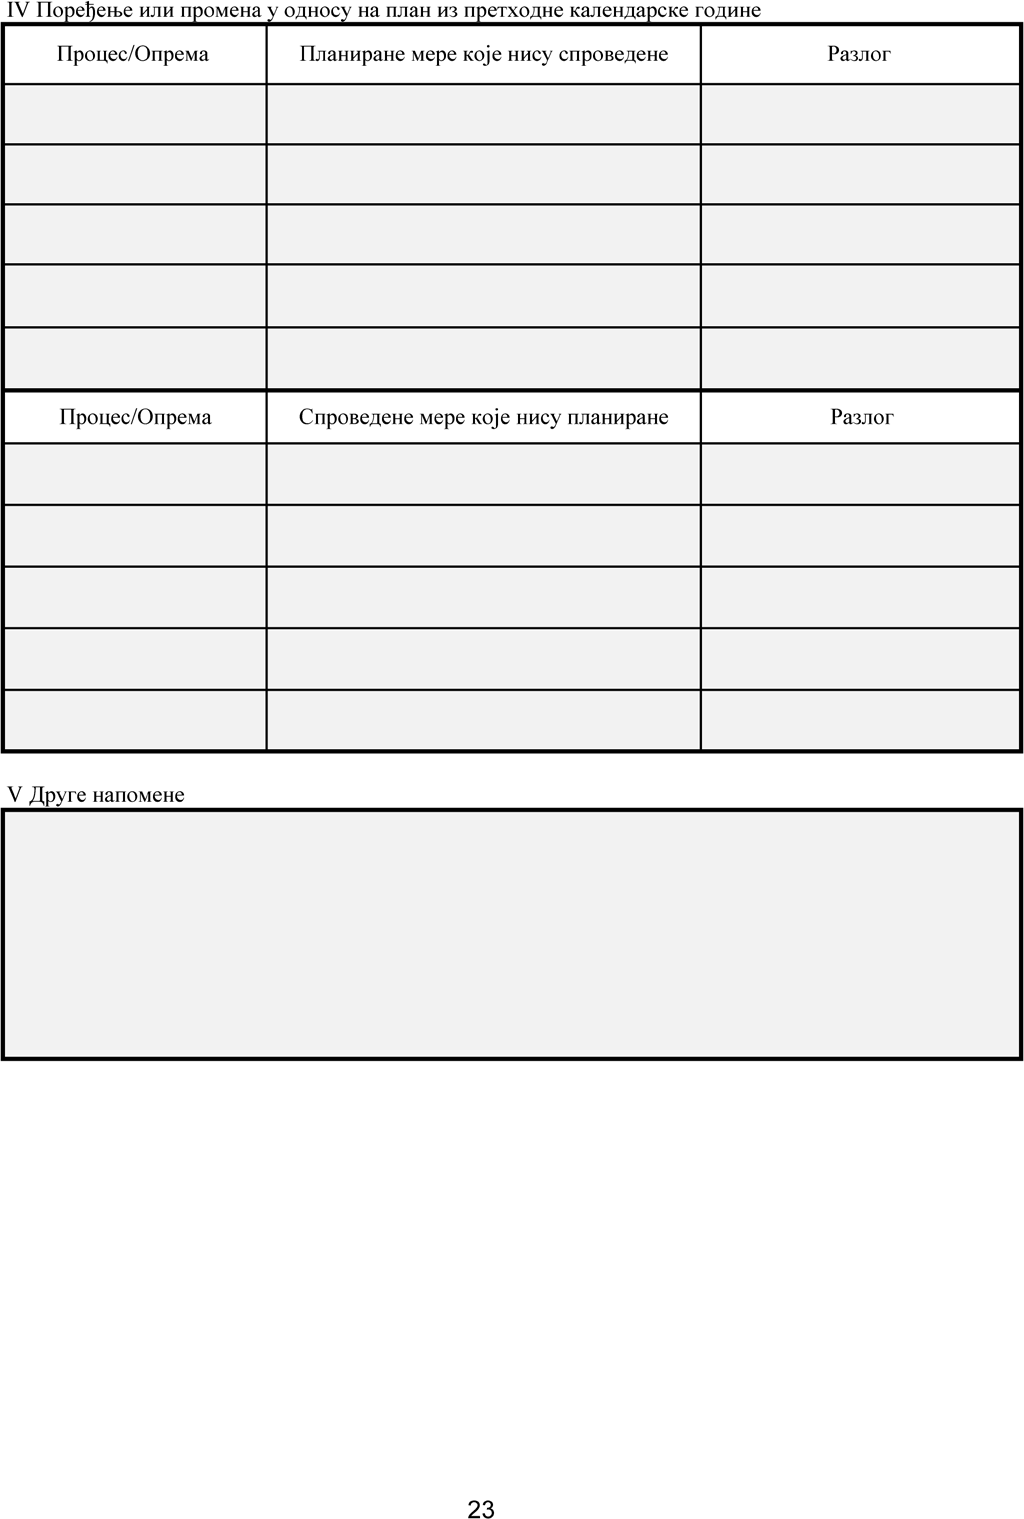 IV Поређење или промена у односу на план из претходне календарске године
Процес/Опрема Планиране мере које нису спроведене Разлог
Процес/Опрема Спроведене мере које нису планиране Разлог
V Друге напомене
23